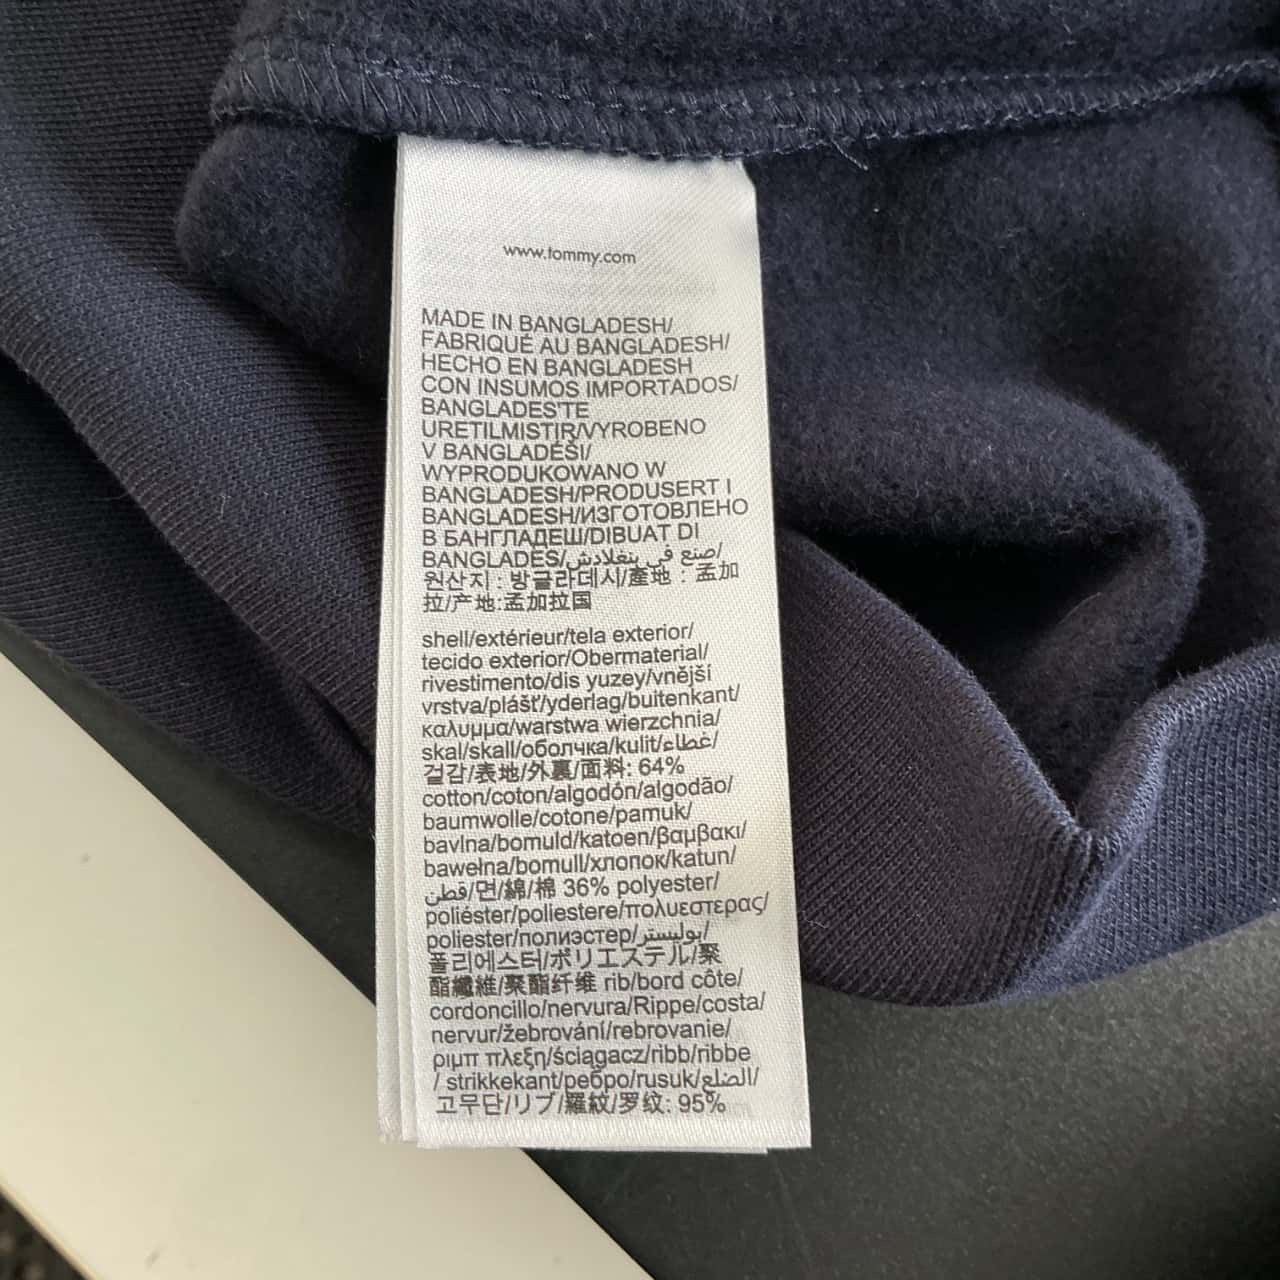 www.tommy.com
MADE IN BANGLADESH/
FABRIQUÉ AU BANGLADESH/
HECHO EN BANGLADESH
CON INSUMOS IMPORTADOS/
BANGLADES'TE
URETILMISTIR/VYROBENO
V BANGLADÉŠI/
WYPRODUKOWANO W
BANGLADESH/PRODUSERT I
BANGLADESH/ИЗГОТОВЛЕНО
В БАНГЛАДЕШ/DIBUAT DI
BANGLADES/صنع في بنغلادش/
원산지 : 방글라데시/產地 : 孟加
拉/产地:孟加拉国
shell/extérieur/tela exterior/
tecido exterior/Obermaterial/
rivestimento/dis yuzey/vnější
vrstva/plášť/yderlag/buitenkant/
καλυμμα/warstwa wierzchnia/
skal/skall/оболчка/kulit/غطاء/
겉감/表地/外裏/面料: 64%
cotton/coton/algodón/algodão/
baumwolle/cotone/pamuk/
bavlna/bomuld/katoen/βαμβακι/
bawełna/bomull/хлопок/katun/
قطن/면/綿/棉 36% polyester/
poliéster/poliestere/πολυεστερας/
poliester/полиэстер/بوليستر/
폴리에스터/ポリエステル/聚
酯纖維/聚酯纤维 rib/bord côte/
cordoncillo/nervura/Rippe/costa/
nervur/žebrování/rebrovanie/
ριμπ πλεξη/ściągacz/ribb/ribbe
/ strikkekant/ребро/rusuk/الضلع/
고무단/リブ/羅紋/罗纹: 95%